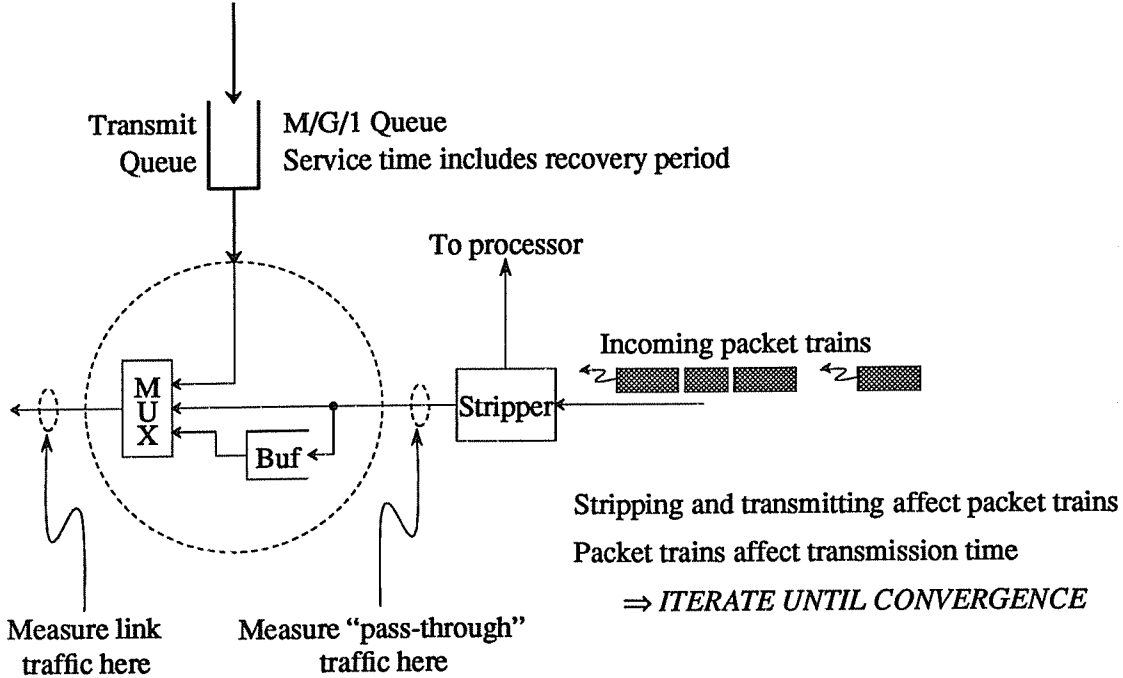 Transmit
Queue
M/G/1 Queue
Service time includes recovery period
To processor
Incoming packet trains
M
U
X
Stripper
Buf
Stripping and transmitting affect packet trains
Packet trains affect transmission time
⇒ ITERATE UNTIL CONVERGENCE
Measure link
traffic here
Measure “pass-through”
traffic here